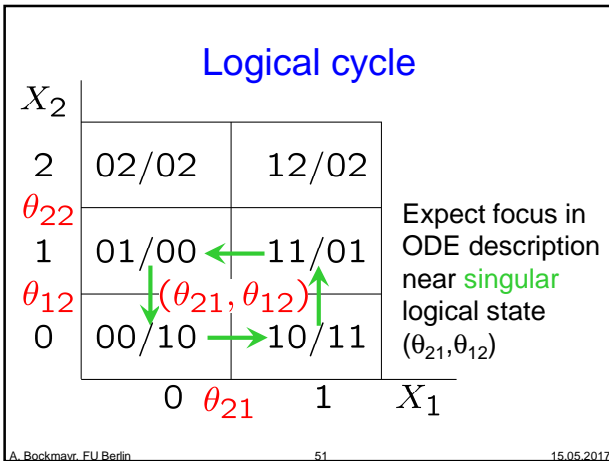 Logical cycle
X2
2 02/02 12/02
θ22
1 01/00 11/01
θ12 (θ21, θ12)
0 00/10 10/11
0 θ21 1 X1
Expect focus in
ODE description
near singular
logical state
(θ21,θ12)
A. Bockmayr, FU Berlin 51 15.05.2017